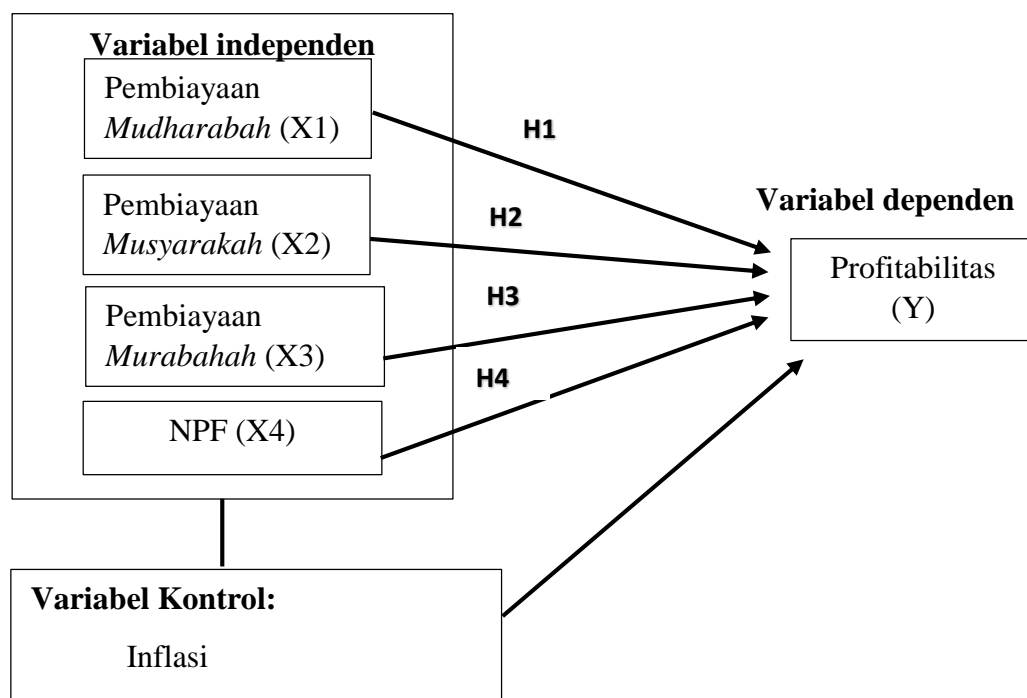 Variabel independen
Pembiayaan
Mudharabah (X1)
H1
Pembiayaan
Musyarakah (X2)
H2
Variabel dependen
Profitabilitas
(Y)
H3
Pembiayaan
Murabahah (X3)
H4
NPF (X4)
Variabel Kontrol:
Inflasi